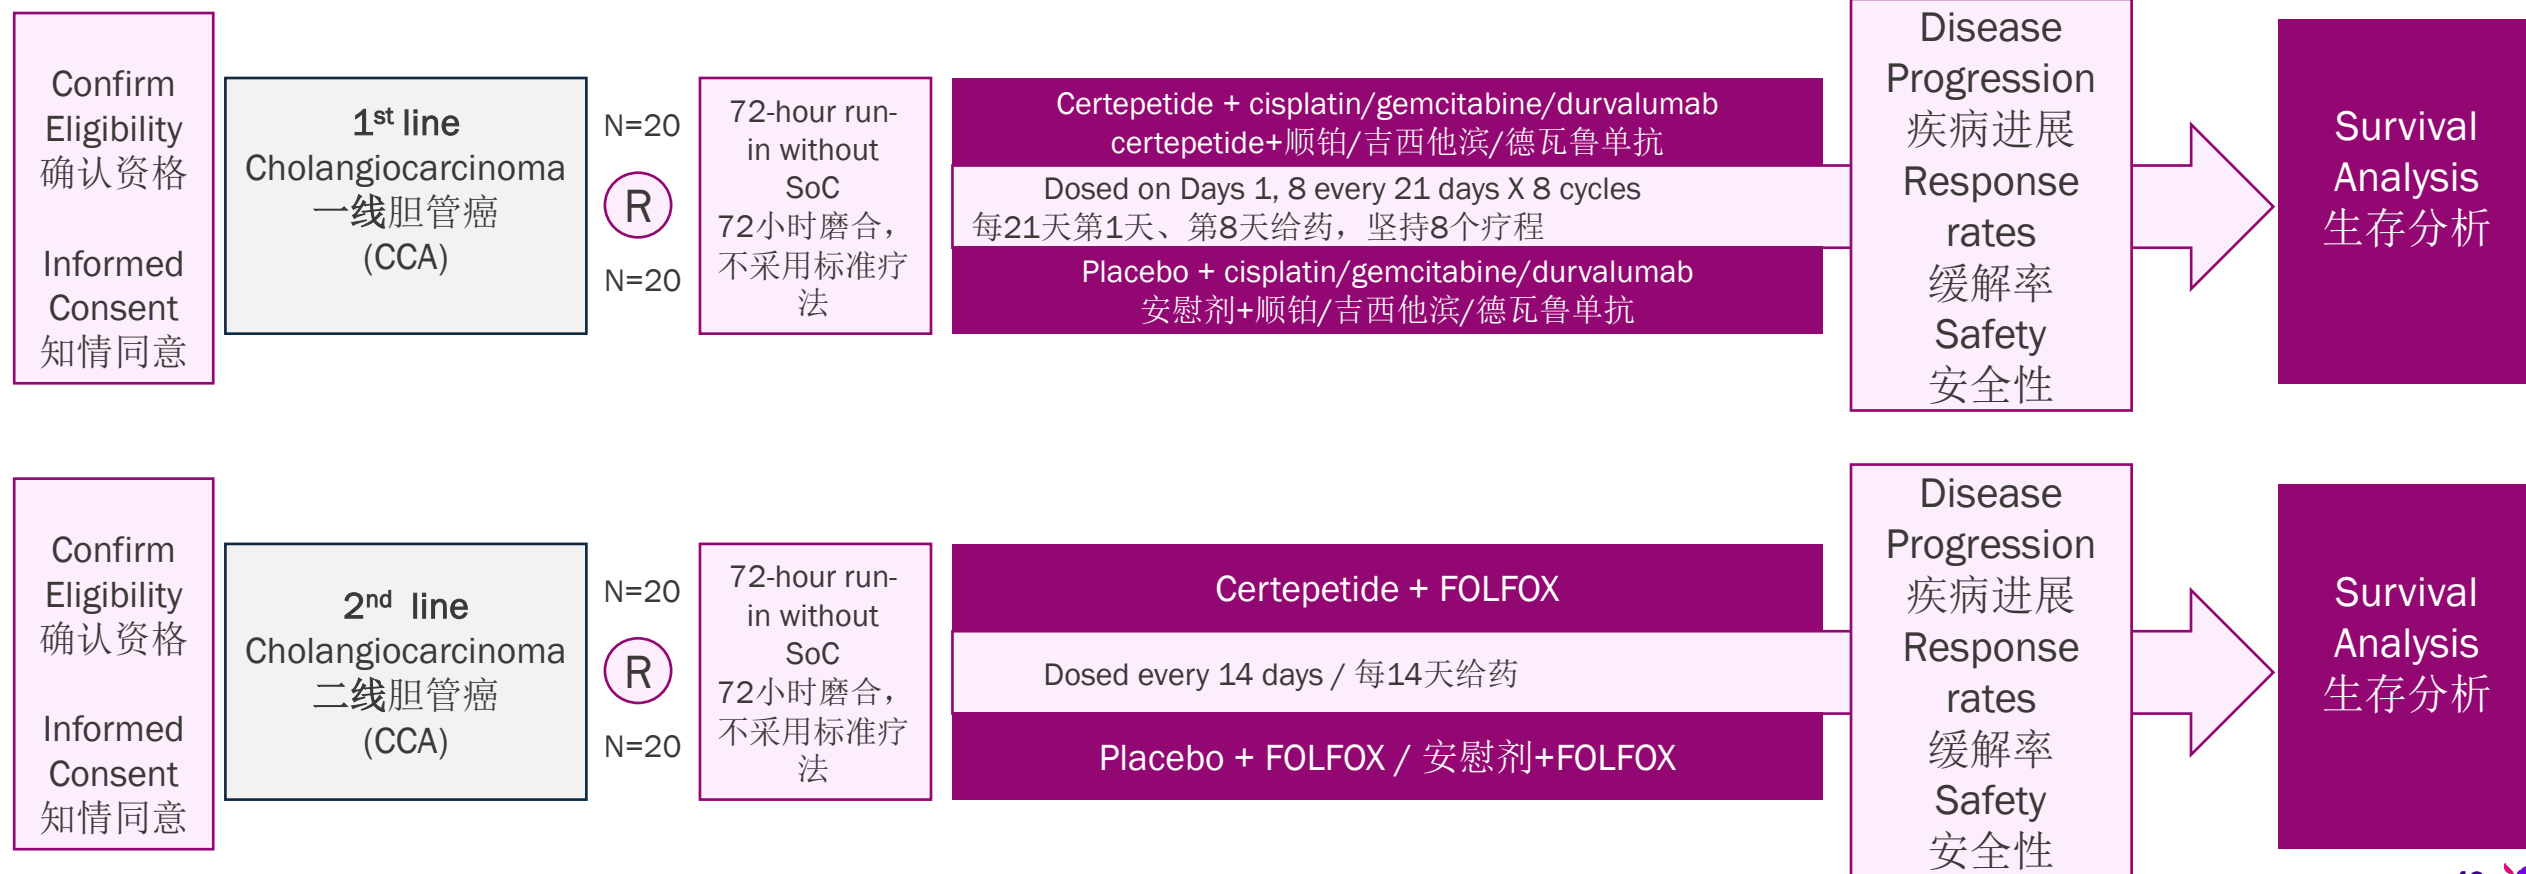 Confirm
Eligibility
确认资格
Informed
Consent
知情同意
1st line
Cholangiocarcinoma
一线胆管癌
(CCA)
N=20
R
N=20
72-hour run-
in without
SoC
72小时磨合，
不采用标准疗
法
Certepetide + cisplatin/gemcitabine/durvalumab
certepetide+顺铂/吉西他滨/德瓦鲁单抗
Dosed on Days 1, 8 every 21 days X 8 cycles
每21天第1天、第8天给药，坚持8个疗程
Placebo + cisplatin/gemcitabine/durvalumab
安慰剂+顺铂/吉西他滨/德瓦鲁单抗
Disease
Progression
疾病进展
Response
rates
缓解率
Safety
安全性
Survival
Analysis
生存分析
Confirm
Eligibility
确认资格
Informed
Consent
知情同意
2nd line
Cholangiocarcinoma
二线胆管癌
(CCA)
N=20
R
N=20
72-hour run-
in without
SoC
72小时磨合，
不采用标准疗
法
Certepetide + FOLFOX
Dosed every 14 days / 每14天给药
Placebo + FOLFOX / 安慰剂+FOLFOX
Disease
Progression
疾病进展
Response
rates
缓解率
Safety
安全性
Survival
Analysis
生存分析